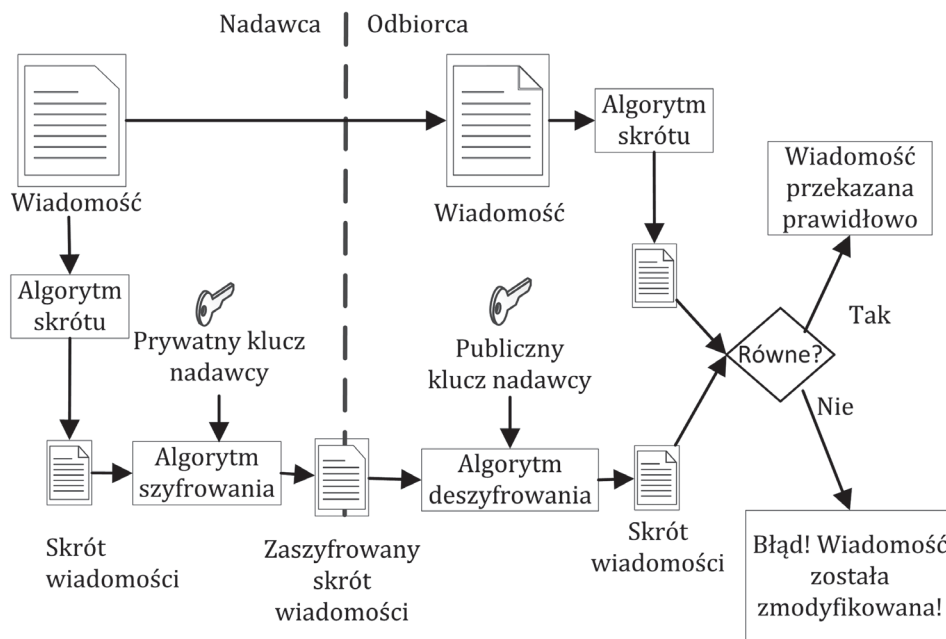 Nadawca
Odbiorca
Wiadomość
Algorytm
skrótu
Prywatny klucz
nadawcy
Skrót
wiadomości
Algorytm
szyfrowania
Zaszyfrowany
skrót
wiadomości
Wiadomość
Algorytm
skrótu
Publiczny
klucz nadawcy
Algorytm
deszyfrowania
Skrót
wiadomości
Równe?
Tak
Wiadomość
przekazana
prawidłowo
Nie
Błąd! Wiadomość
została
zmodyfikowana!